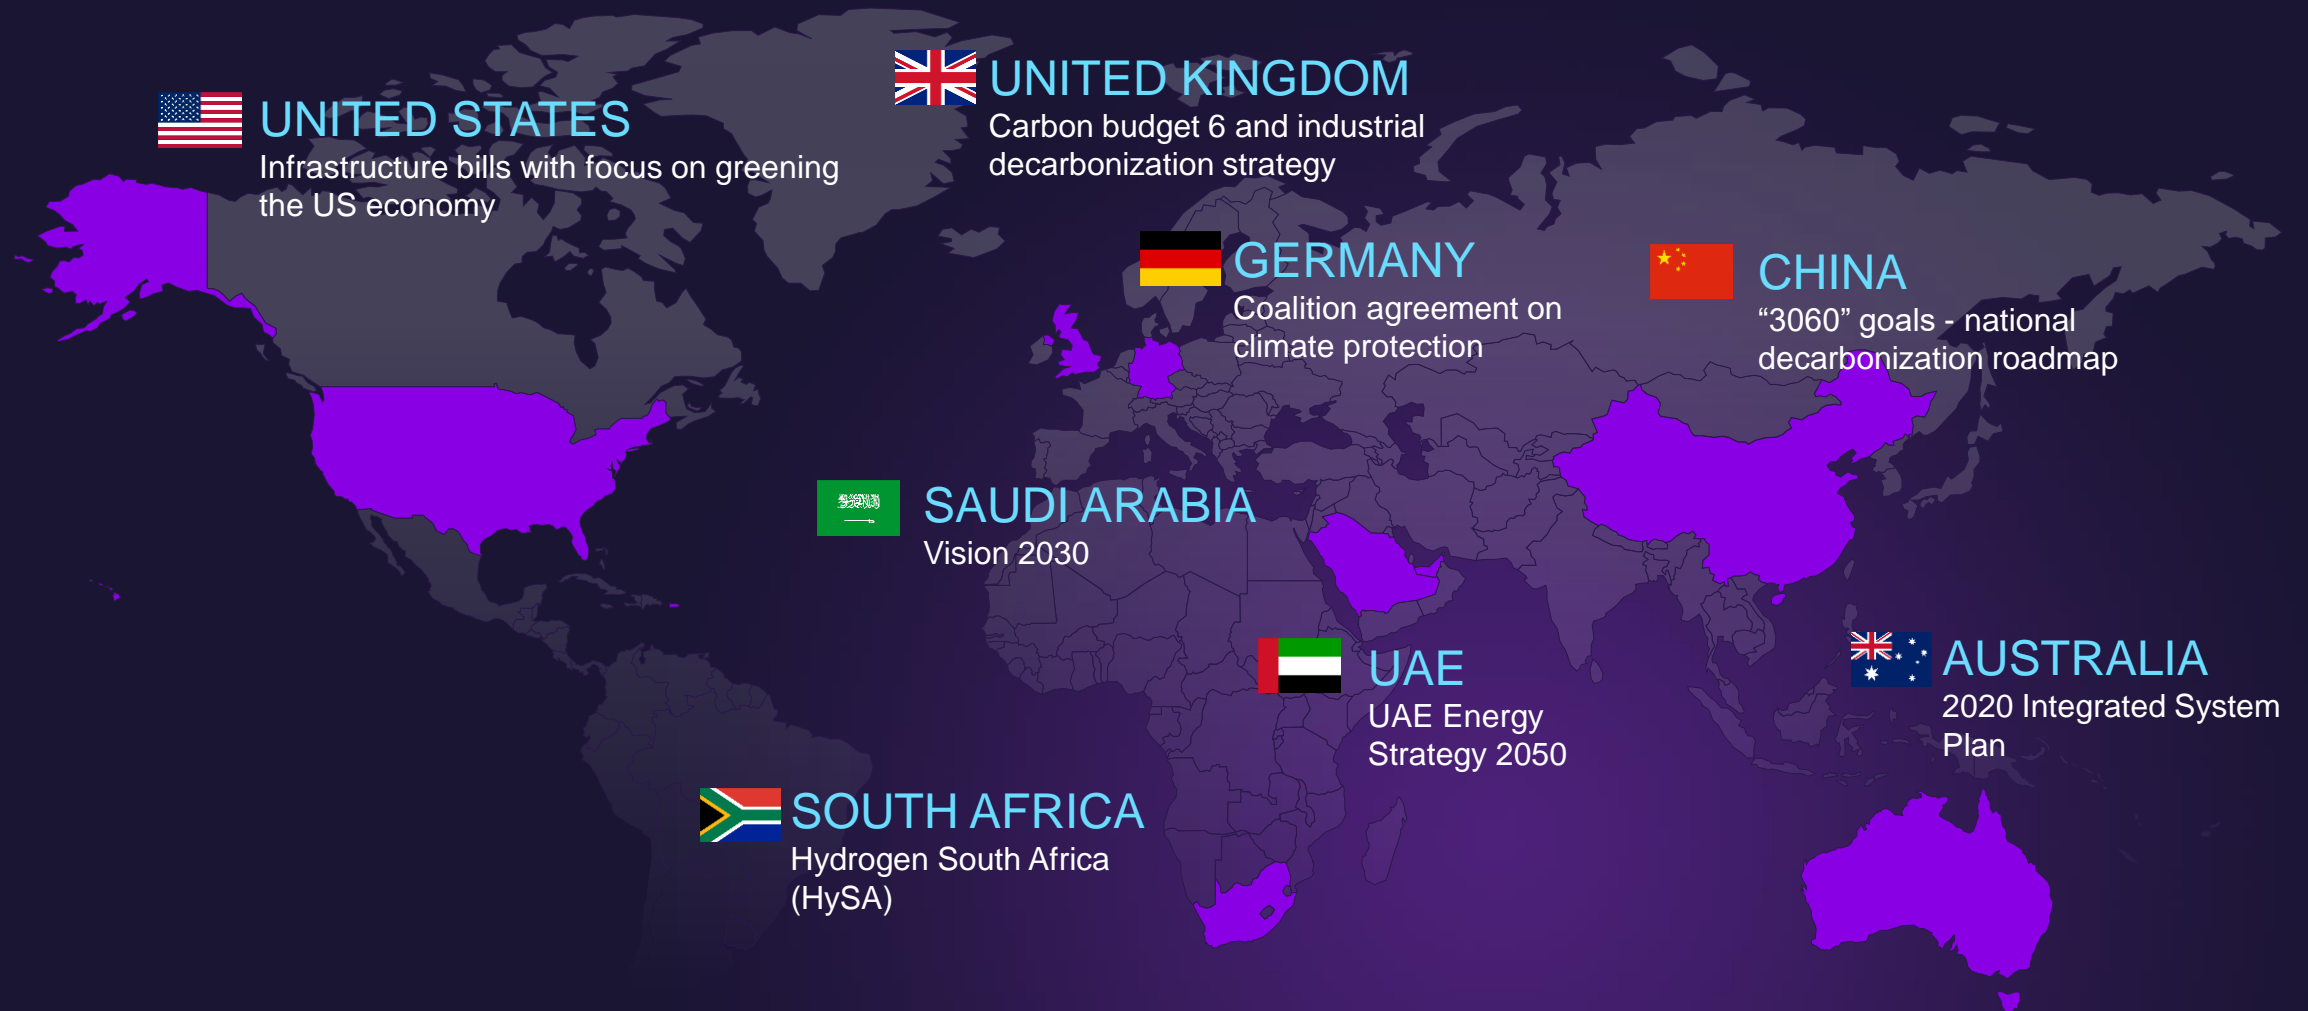 UNITED STATES
Infrastructure bills with focus on greening
the US economy
UNITED KINGDOM
Carbon budget 6 and industrial
decarbonization strategy
GERMANY
Coalition agreement on
climate protection
CHINA
“3060” goals - national
decarbonization roadmap
SAUDI ARABIA
Vision 2030
UAE
UAE Energy
Strategy 2050
AUSTRALIA
2020 Integrated System
Plan
SOUTH AFRICA
Hydrogen South Africa
(HySA)